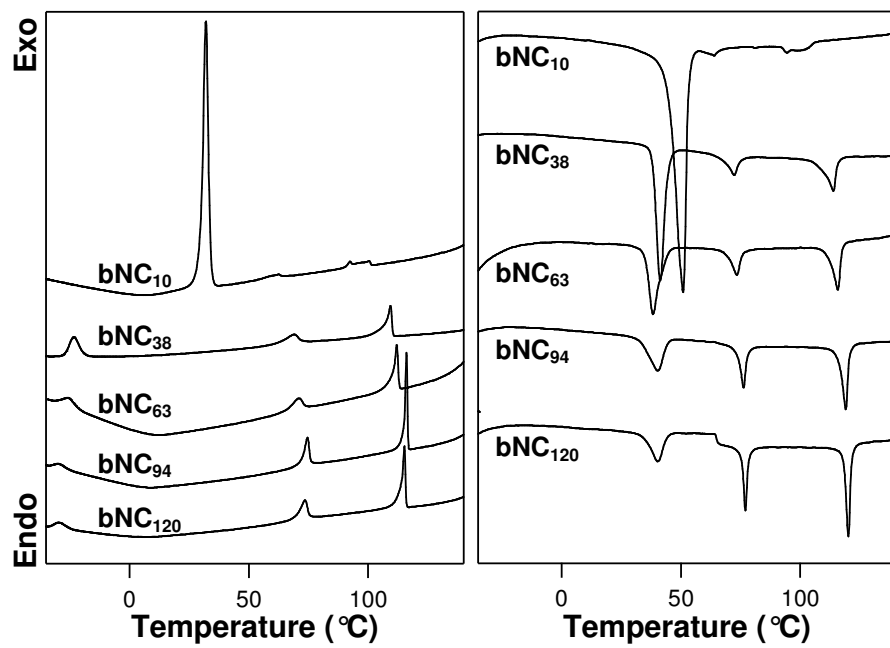 Exo
Endo
bNC₁₀
bNC₃₈
bNC₆₃
bNC₉₄
bNC₁₂₀
0
50
100
Temperature (°C)
bNC₁₀
bNC₃₈
bNC₆₃
bNC₉₄
bNC₁₂₀
0
50
100
Temperature (°C)